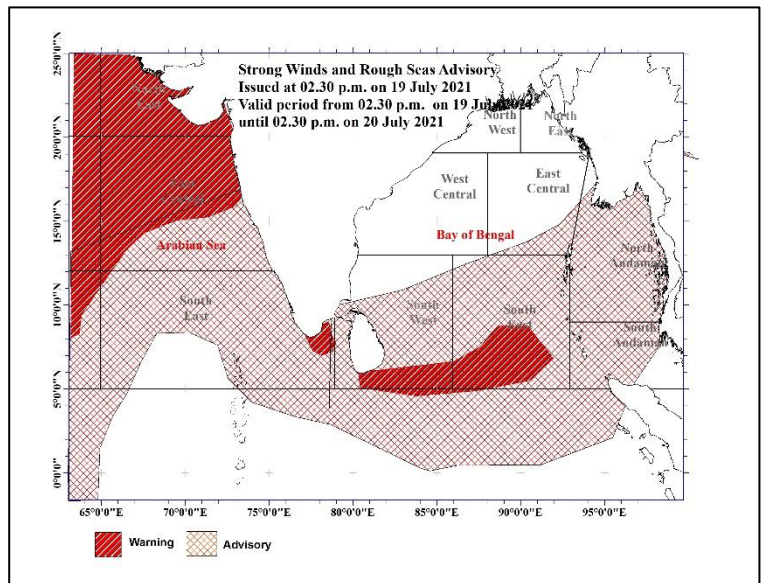 25°0'0"N
20°0'0"N
15°0'0"N
10°0'0"N
5°0'0"N
0°0'0"
Strong Winds and Rough Seas Advisory
Issued at 02.30 p.m. on 19 July 2021
Valid period from 02.30 p.m. on 19 July 2021
until 02.30 p.m. on 20 July 2021
North
East
North
West
North
East
West
Central
East
Central
Central
Arabian Sea
Bay of Bengal
South
East
South
West
South
East
North
Andaman
South
Andaman
65°0'0"E
70°0'0"E
75°0'0"E
80°0'0"E
85°0'0"E
90°0'0"E
95°0'0"E
Warning
Advisory